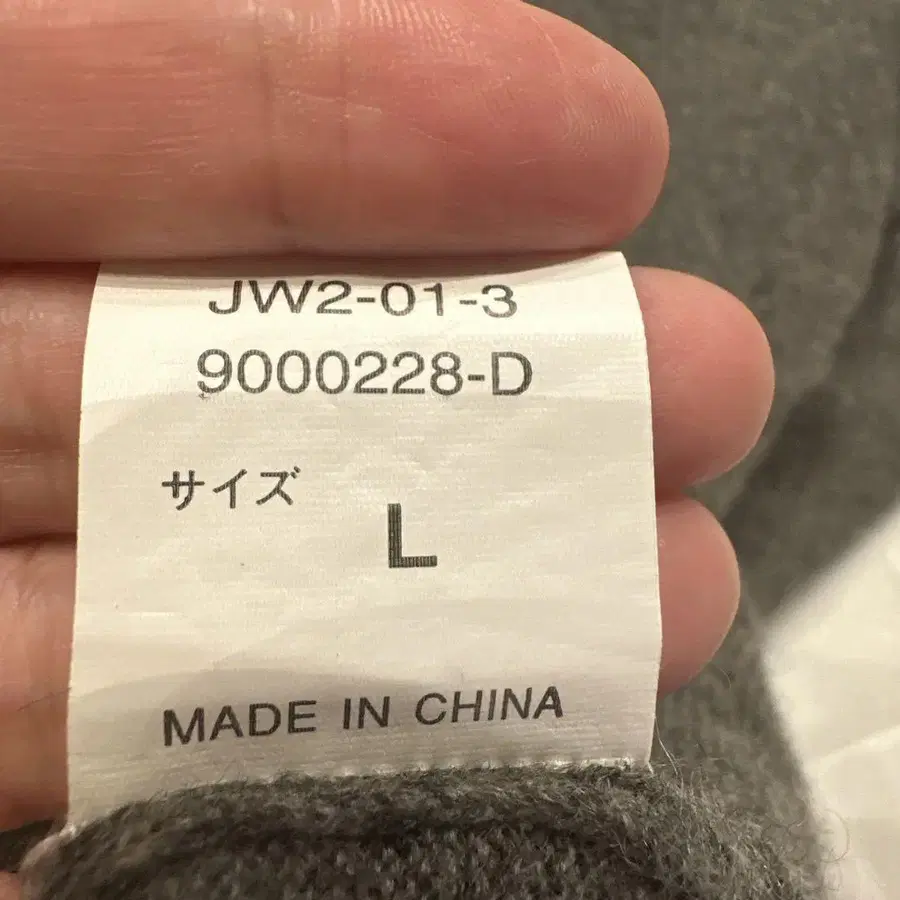 JW2-01-3
9000228-D
サイズ
L
MADE IN CHINA